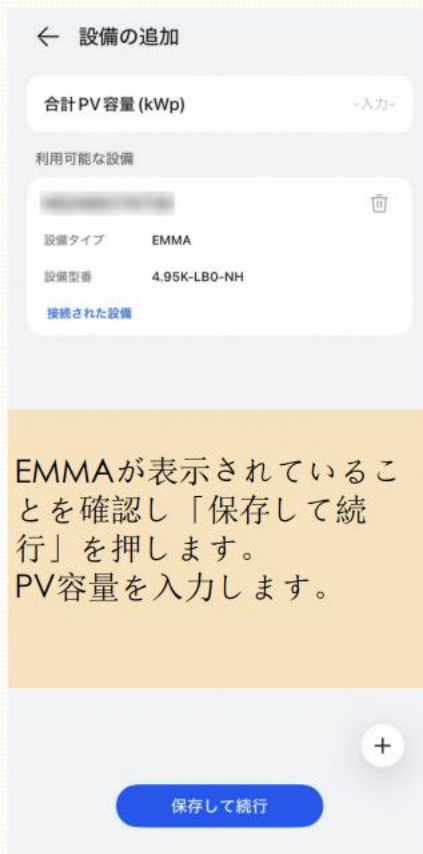 ← 設備の追加
合計PV容量(kWp) -入力-
利用可能な設備
設備タイプ EMMA
設備型番 4.95K-LB0-NH
接続された設備
EMMAが表示されているこ
とを確認し「保存して続
行」を押します。
PV容量を入力します。
+
保存して続行